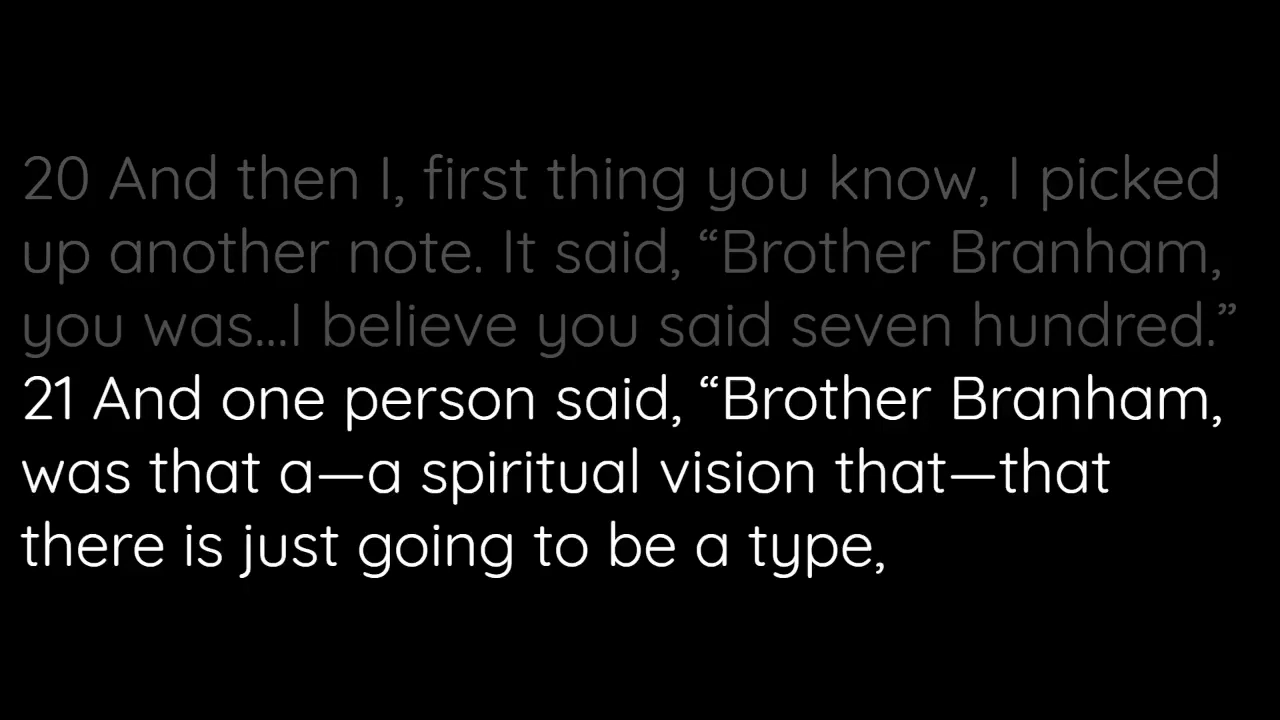 20 And then I, first thing you know, I picked
up another note. It said, “Brother Branham,
you was...I believe you said seven hundred.”
21 And one person said, “Brother Branham,
was that a—a spiritual vision that—that
there is just going to be a type,